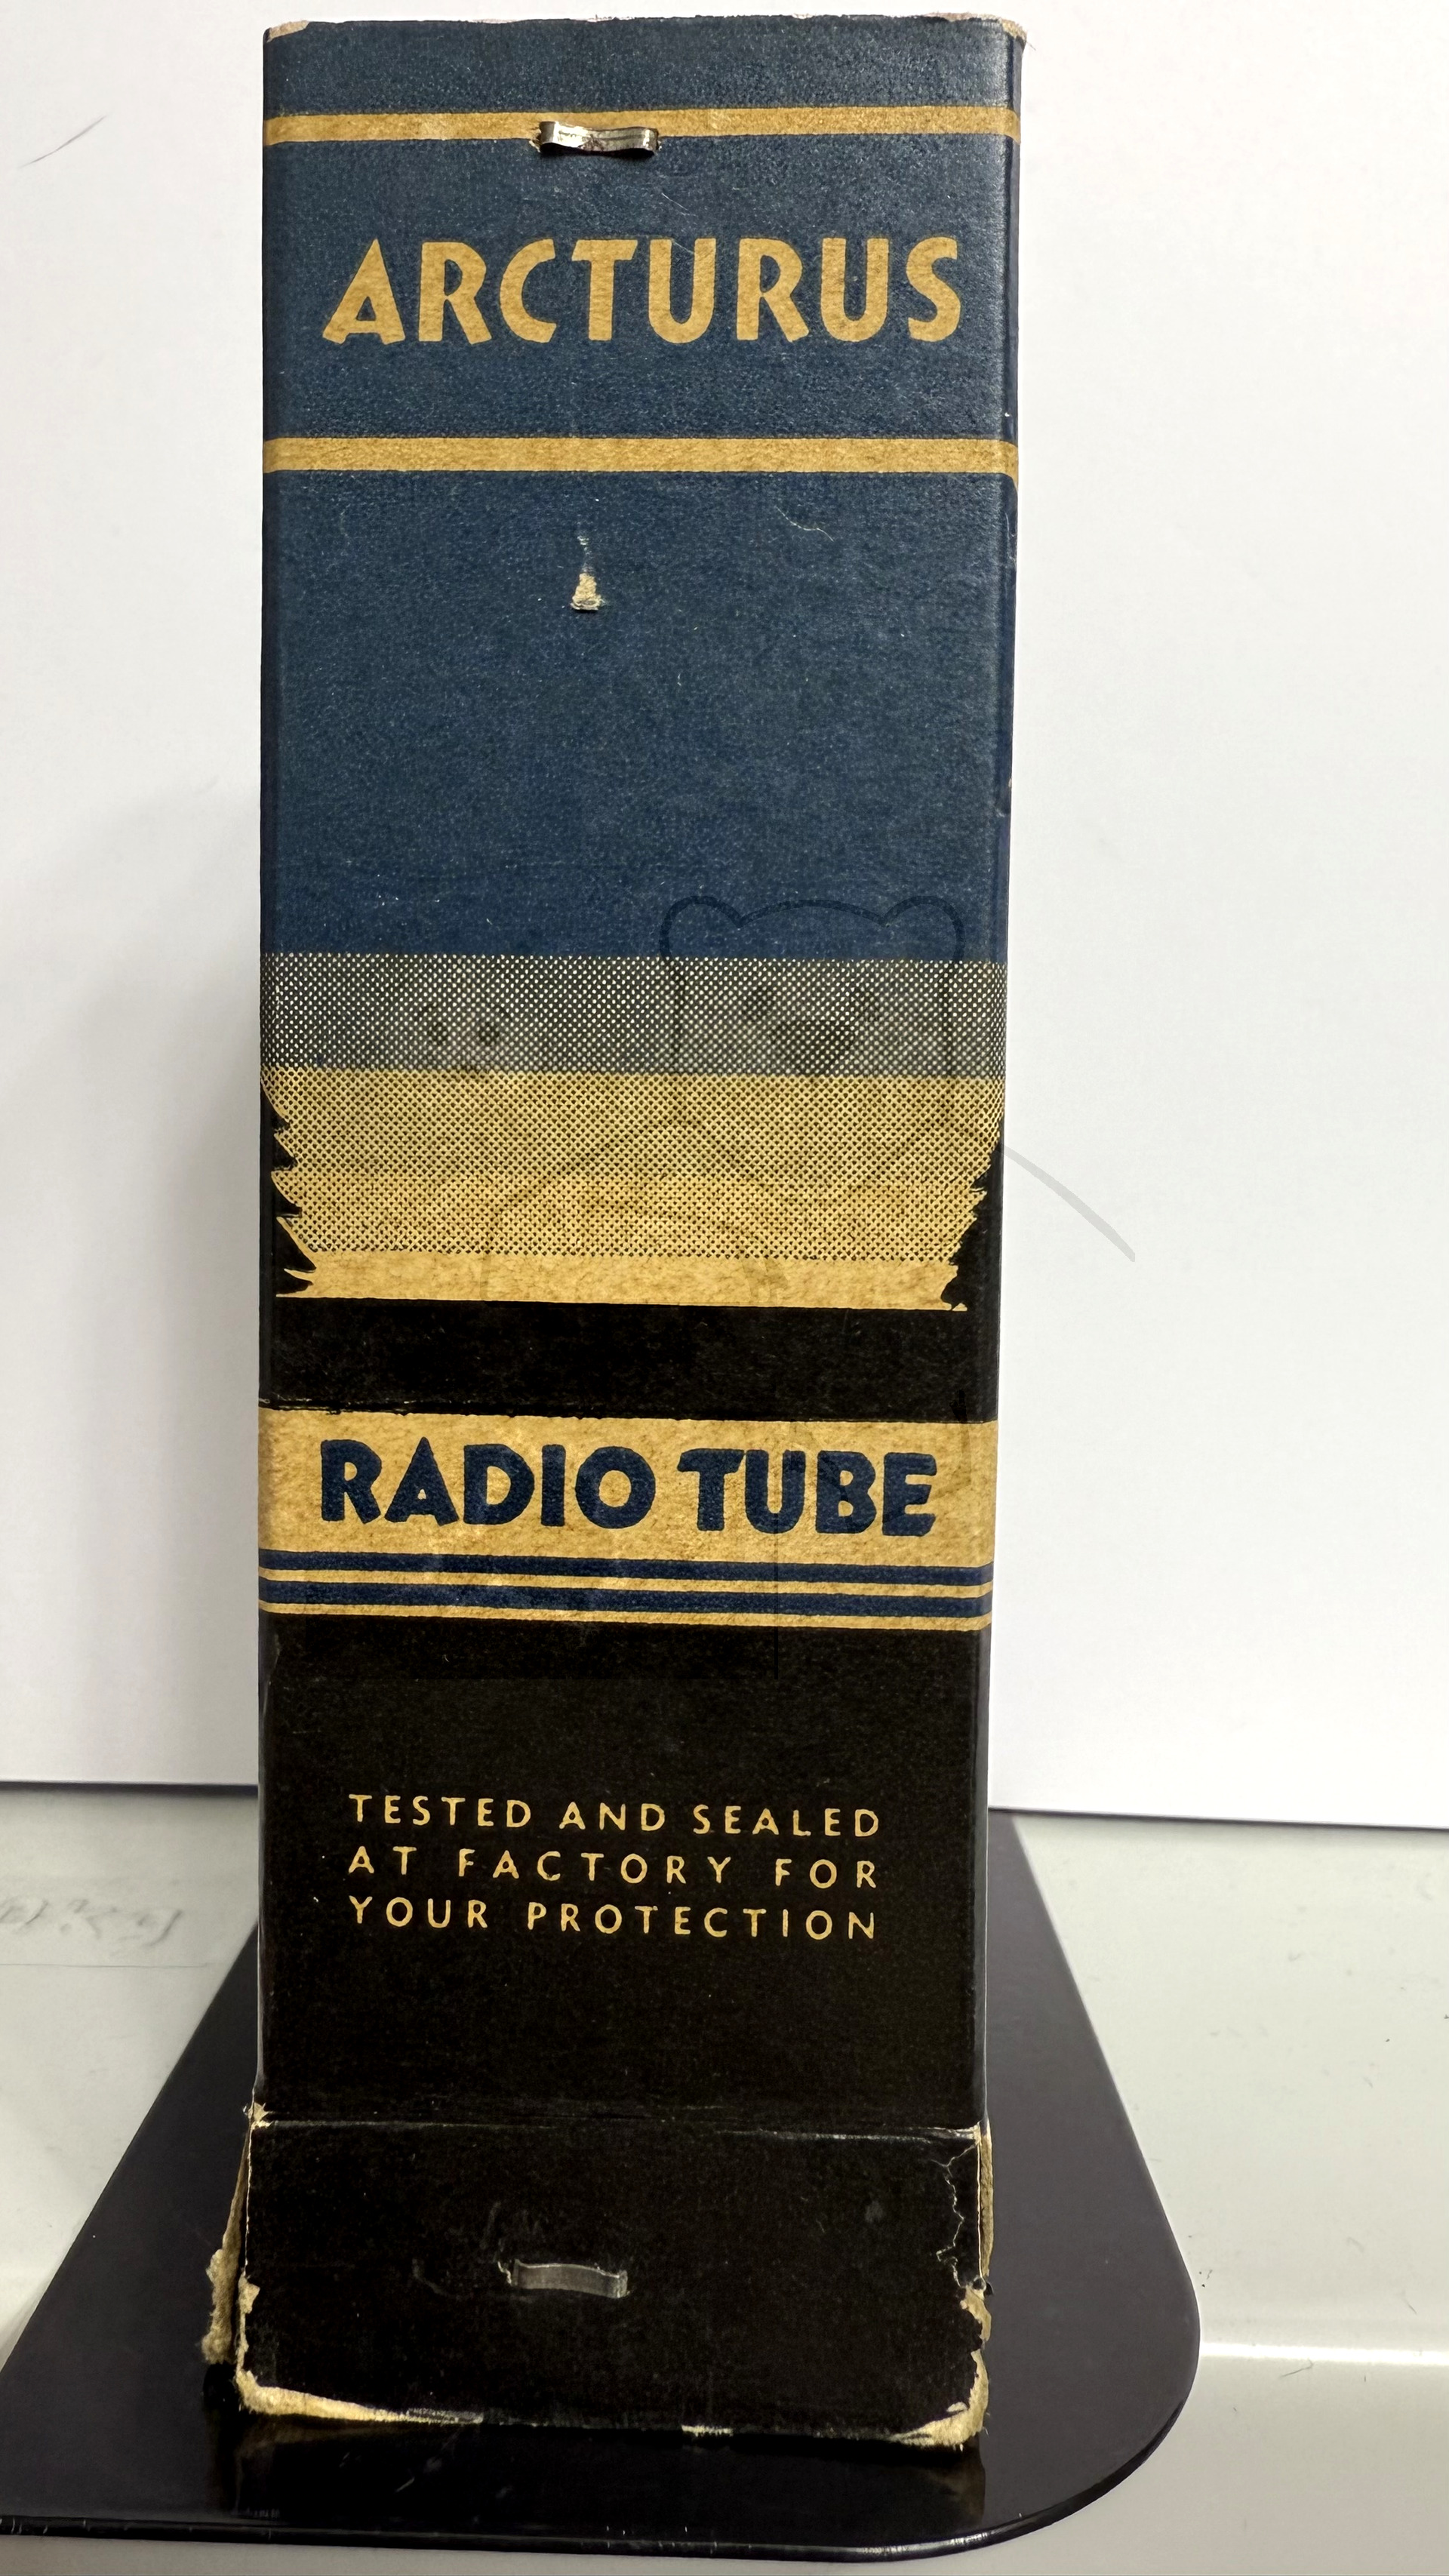 ARCTURUS
RADIO TUBE
TESTED AND SEALED
AT FACTORY FOR
YOUR PROTECTION